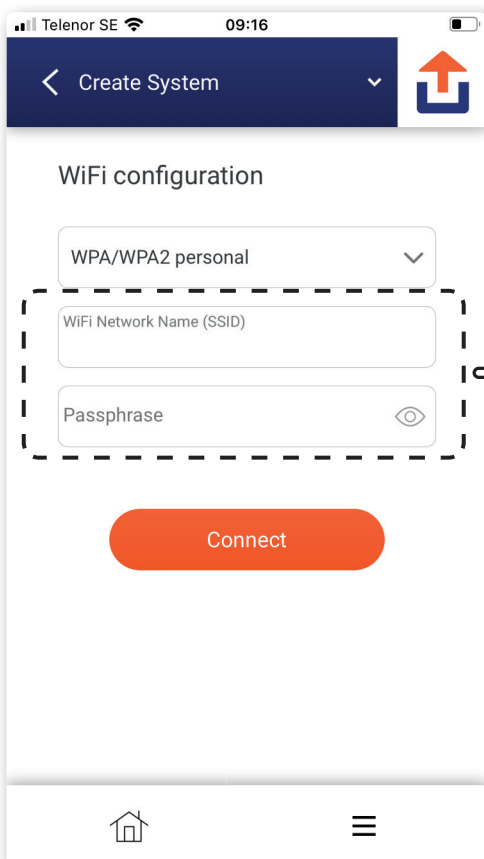 Telenor SE 09:16
Create System
WiFi configuration
WPA/WPA2 personal
WiFi Network Name (SSID)
Passphrase
Connect